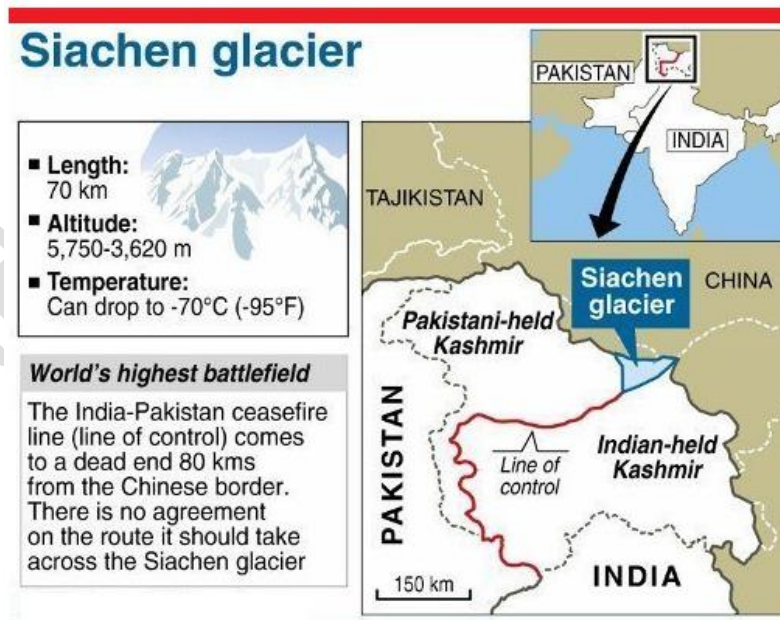 Siachen glacier
■ Length:
70 km
■ Altitude:
5,750-3,620 m
■ Temperature:
Can drop to -70°C (-95°F)
World's highest battlefield
The India-Pakistan ceasefire
line (line of control) comes
to a dead end 80 kms
from the Chinese border.
There is no agreement
on the route it should take
across the Siachen glacier
PAKISTAN
INDIA
TAJIKISTAN
Siachen
glacier
CHINA
Pakistani-held
Kashmir
PAKISTAN
Line of
control
Indian-held
Kashmir
150 km
INDIA